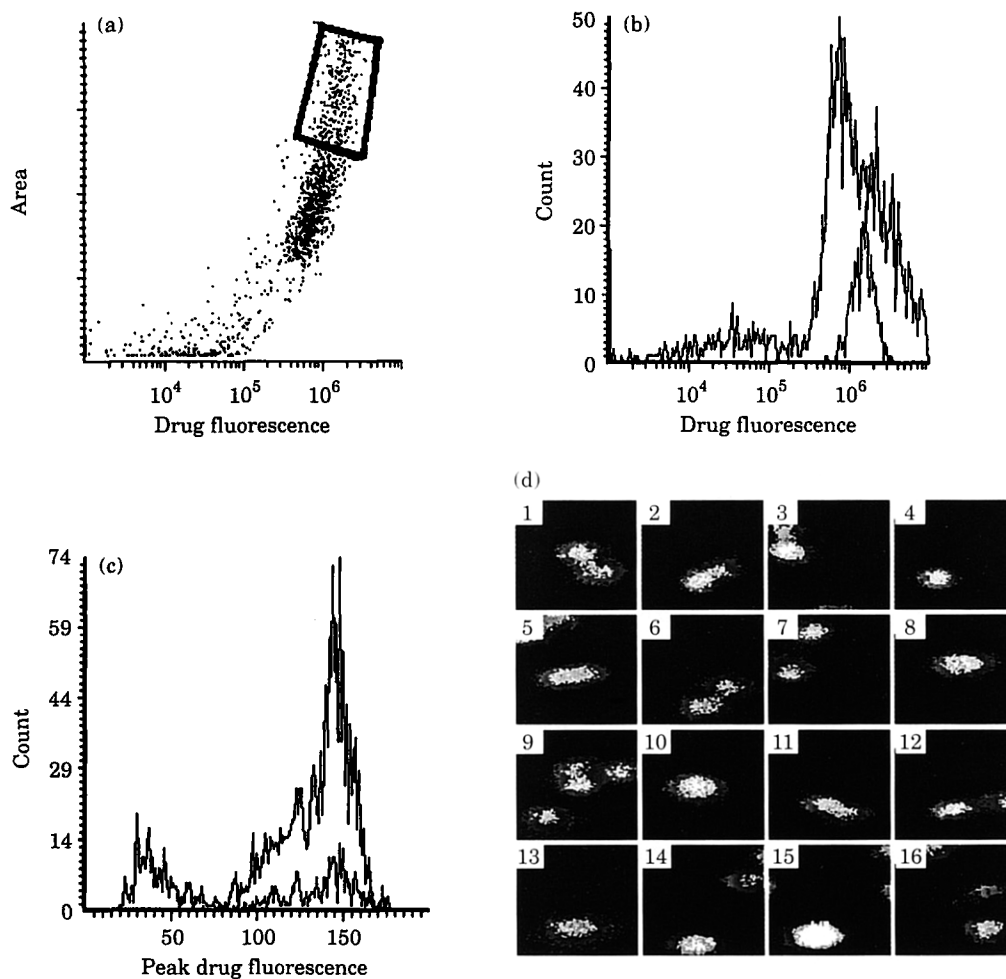 (a)
Area
10^4 10^5 10^6
Drug fluorescence
(b)
50
40
30
20
10
0
Count
10^4 10^5 10^6
Drug fluorescence
(c)
74
59
44
29
14
0
Count
50 100 150
Peak drug fluorescence
(d)
1 2 3 4
5 6 7 8
9 10 11 12
13 14 15 16